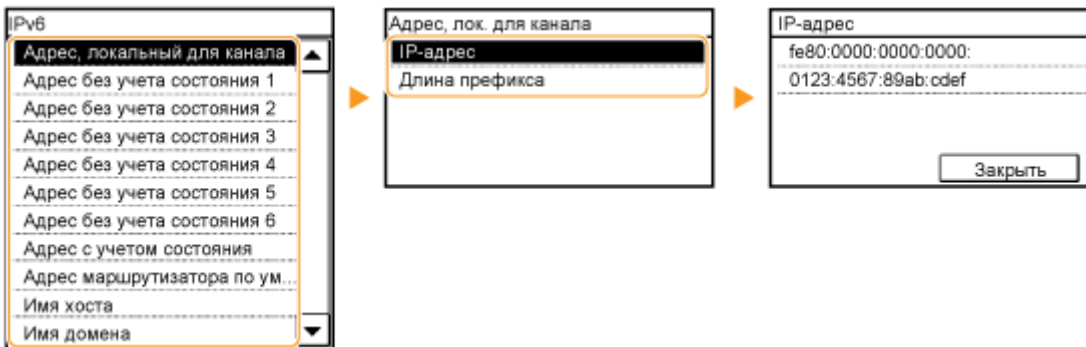 IPv6
Адрес, локальный для канала
Адрес без учета состояния 1
Адрес без учета состояния 2
Адрес без учета состояния 3
Адрес без учета состояния 4
Адрес без учета состояния 5
Адрес без учета состояния 6
Адрес с учетом состояния
Адрес маршрутизатора по ум...
Имя хоста
Имя домена
Адрес, лок. для канала
IP-адрес
Длина префикса
IP-адрес
fe80:0000:0000:0000:
0123:4567:89ab:cdef
Закрыть